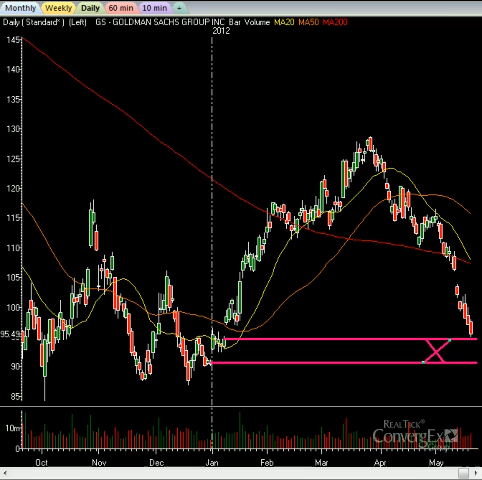 Monthly Weekly Daily 60 min 10 min +
Daily ( Standard* ) (Left) GS - GOLDMAN SACHS GROUP INC Bar Volume MA20 MA50 MA200
2012
145
140
135
130
125
120
115
110
105
100
95.49
90
85
10m
REALTICK®
ConvergEx
Oct Nov Dec Jan Feb Mar Apr May